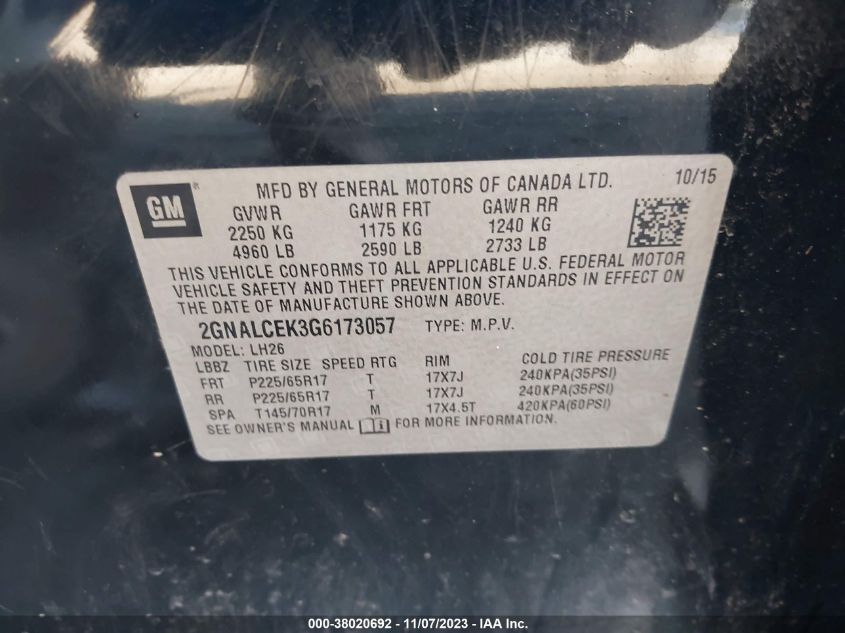 GM®
MFD BY GENERAL MOTORS OF CANADA LTD. 10/15
GVWR GAWR FRT GAWR RR
2250 KG 1175 KG 1240 KG
4960 LB 2590 LB 2733 LB
THIS VEHICLE CONFORMS TO ALL APPLICABLE U.S. FEDERAL MOTOR
VEHICLE SAFETY AND THEFT PREVENTION STANDARDS IN EFFECT ON
THE DATE OF MANUFACTURE SHOWN ABOVE.
2GNALCEK3G6173057 TYPE: M.P.V.
MODEL: LH26
LBBZ TIRE SIZE SPEED RTG RIM COLD TIRE PRESSURE
FRT P225/65R17 T 17X7J 240KPA(35PSI)
RR P225/65R17 T 17X7J 240KPA(35PSI)
SPA T145/70R17 M 17X4.5T 420KPA(60PSI)
SEE OWNER'S MANUAL FOR MORE INFORMATION.
000-38020692 - 11/07/2023 - IAA Inc.